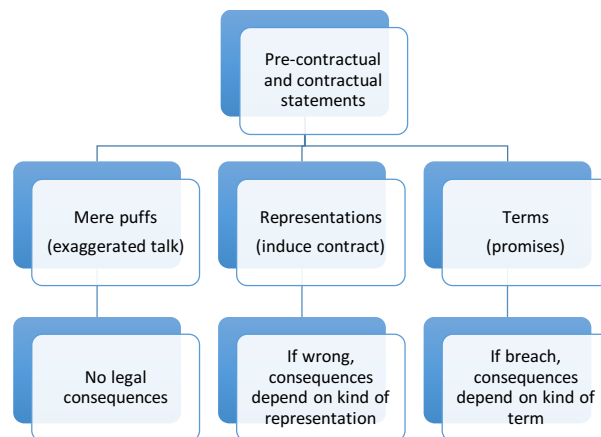 Pre-contractual
and contractual
statements
Mere puffs
(exaggerated talk)
Representations
(induce contract)
Terms
(promises)
No legal
consequences
If wrong,
consequences
depend on kind of
representation
If breach,
consequences
depend on kind of
term